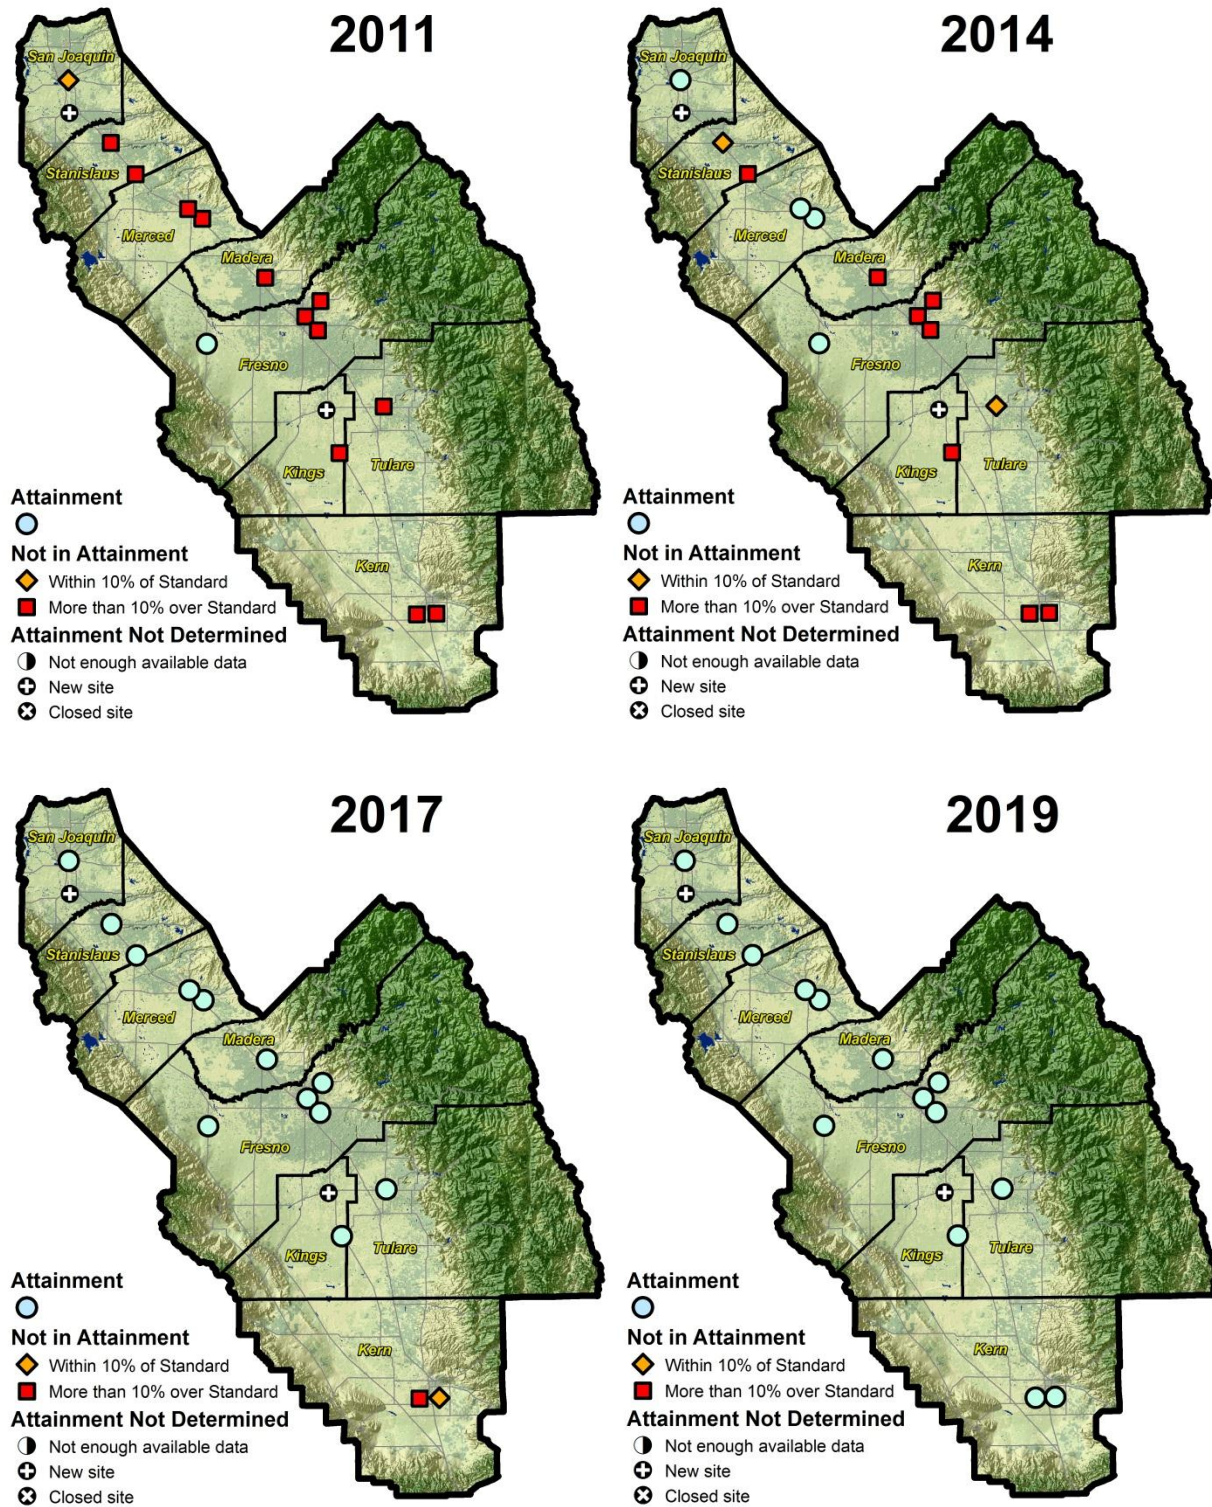 2011
San Joaquin
Stanislaus
Merced
Madera
Fresno
Kings
Tulare
Kern
Attainment
Not in Attainment
Within 10% of Standard
More than 10% over Standard
Attainment Not Determined
Not enough available data
New site
Closed site
2014
San Joaquin
Stanislaus
Merced
Madera
Fresno
Kings
Tulare
Kern
Attainment
Not in Attainment
Within 10% of Standard
More than 10% over Standard
Attainment Not Determined
Not enough available data
New site
Closed site
2017
San Joaquin
Stanislaus
Merced
Madera
Fresno
Kings
Tulare
Kern
Attainment
Not in Attainment
Within 10% of Standard
More than 10% over Standard
Attainment Not Determined
Not enough available data
New site
Closed site
2019
San Joaquin
Stanislaus
Merced
Madera
Fresno
Kings
Tulare
Kern
Attainment
Not in Attainment
Within 10% of Standard
More than 10% over Standard
Attainment Not Determined
Not enough available data
New site
Closed site